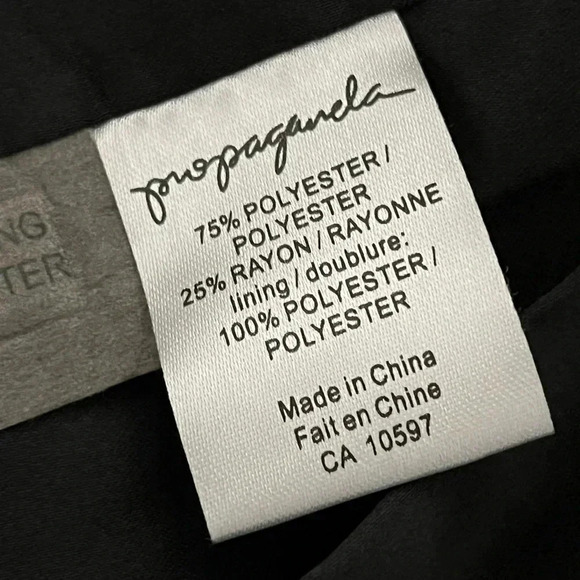 propaganda
75% POLYESTER /
POLYESTER
25% RAYON / RAYONNE
lining / doublure:
100% POLYESTER /
POLYESTER
Made in China
Fait en Chine
CA 10597